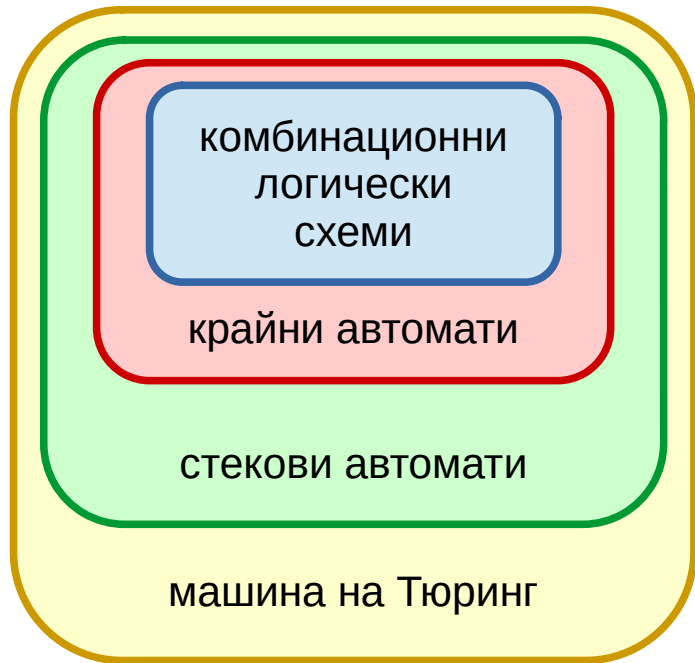 комбинационни
логически
схеми
крайни автомати
стекови автомати
машина на Тюринг